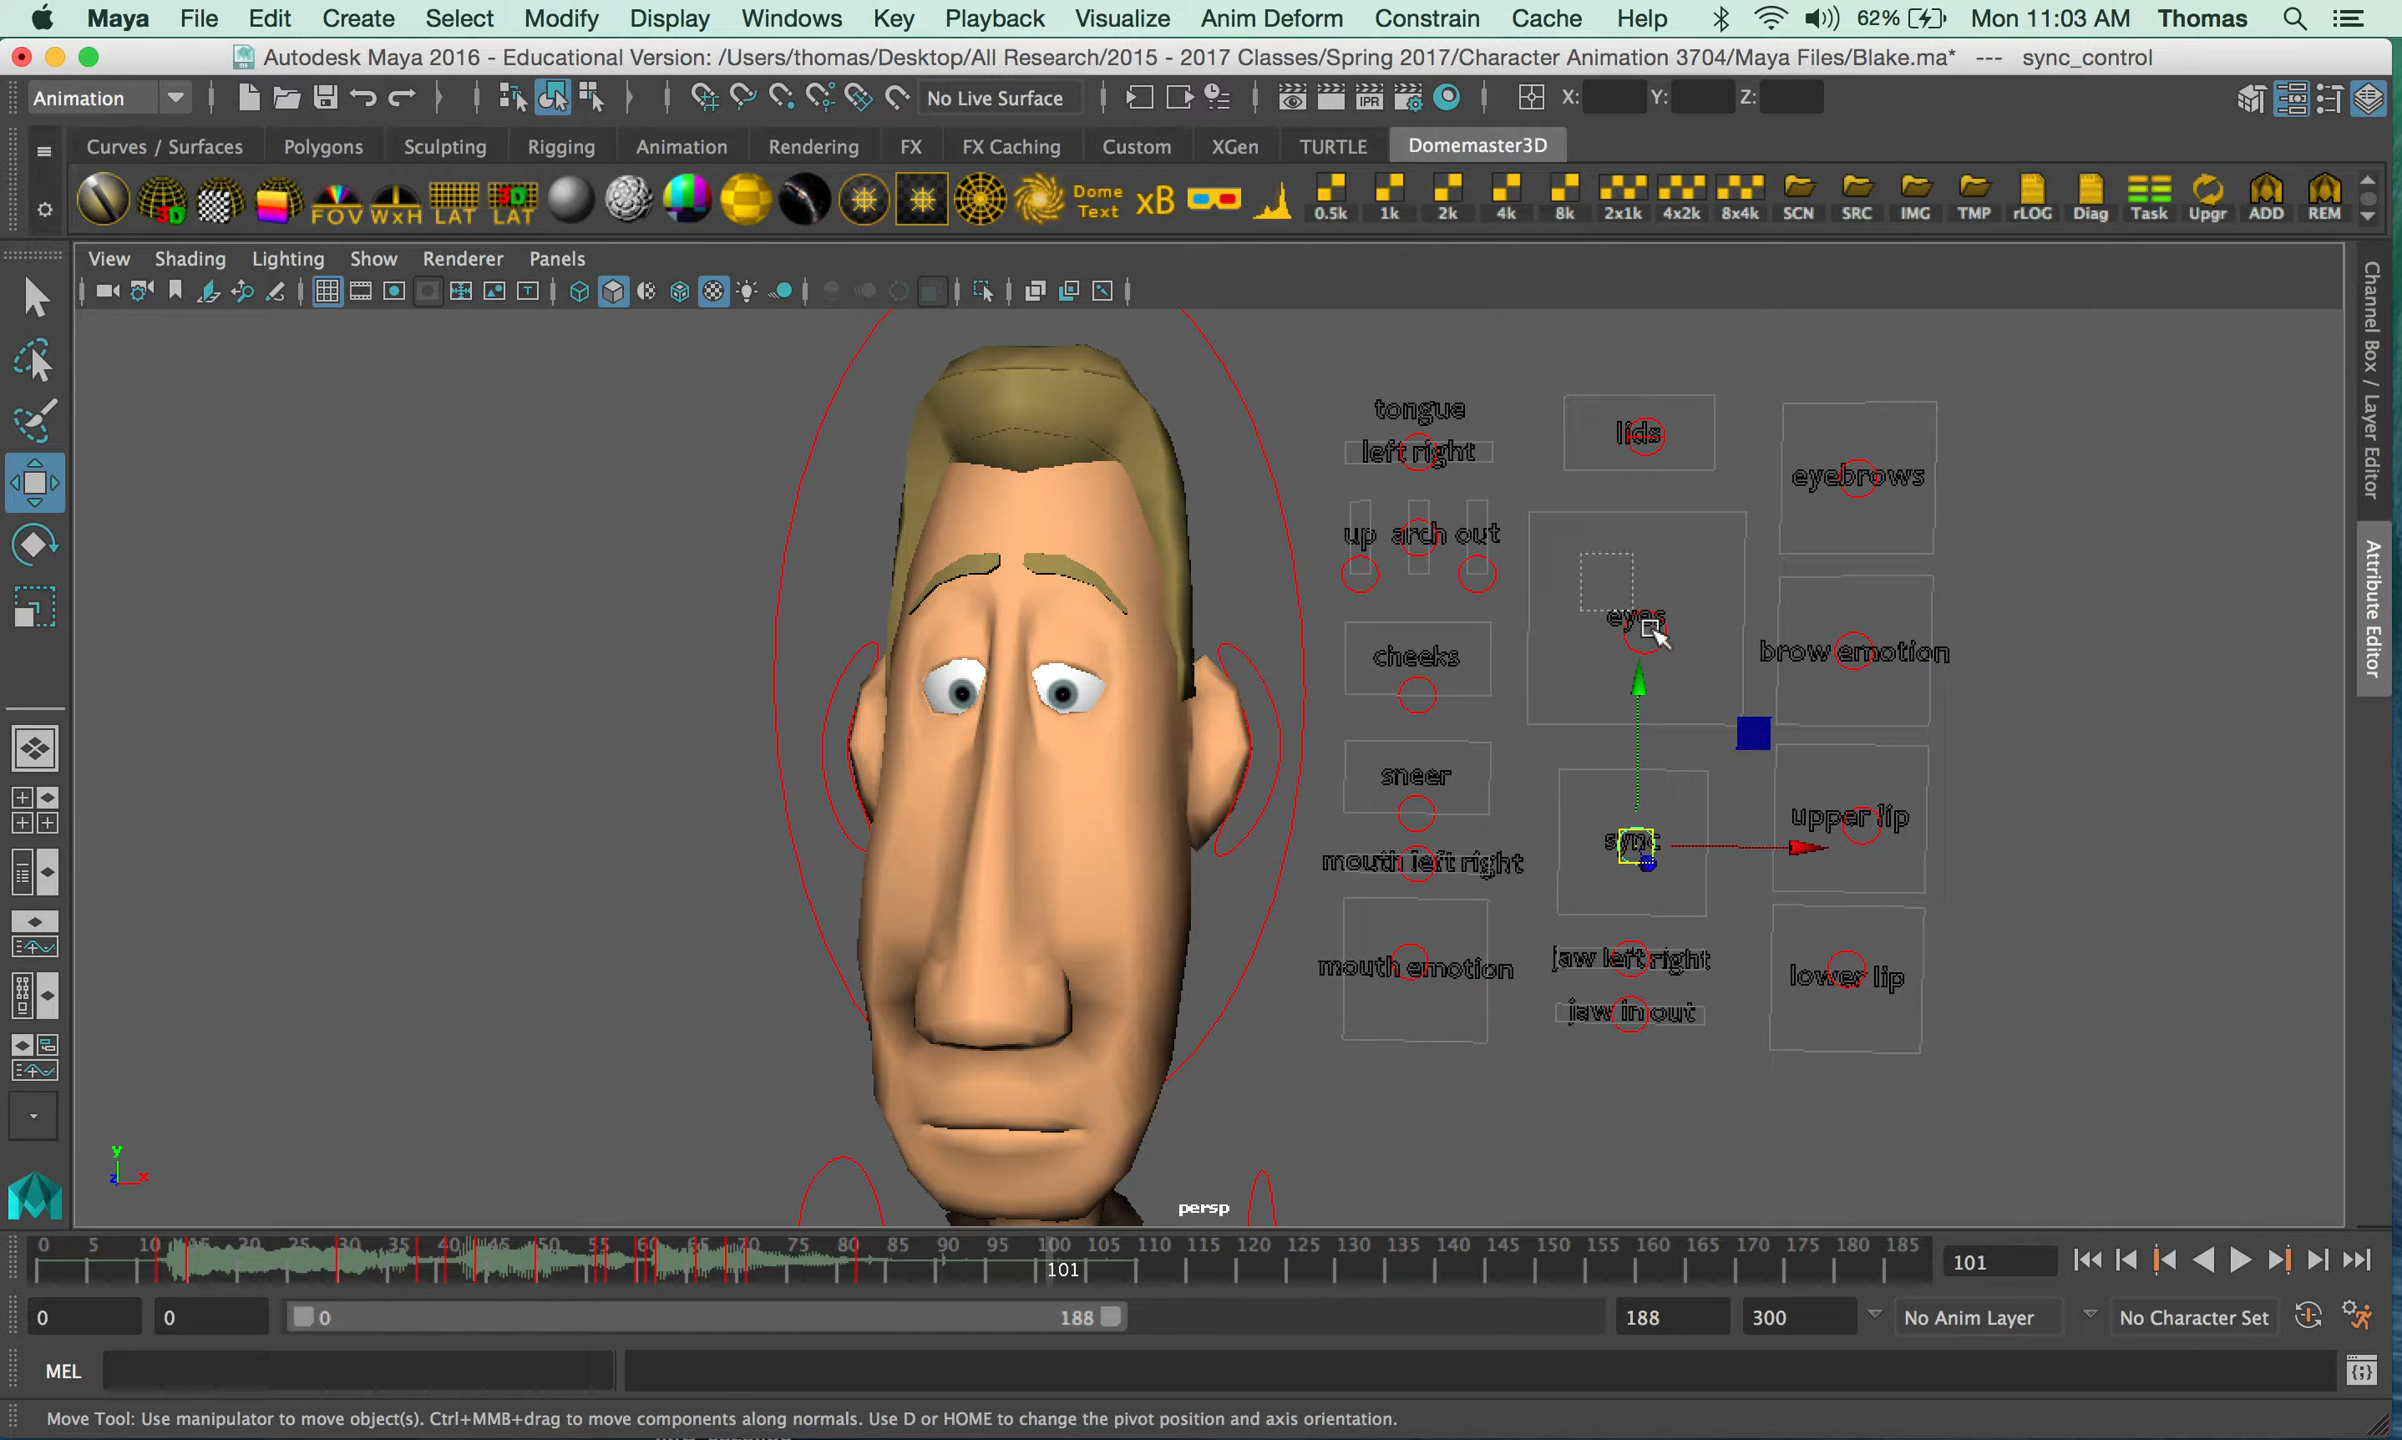 Maya File Edit Create Select Modify Display Windows Key Playback Visualize Anim Deform Constrain Cache Help 62% Mon 11:03 AM Thomas
Autodesk Maya 2016 - Educational Version: /Users/thomas/Desktop/All Research/2015 - 2017 Classes/Spring 2017/Character Animation 3704/Maya Files/Blake.ma* --- sync_control
Animation No Live Surface IPR X: Y: Z:
Curves / Surfaces Polygons Sculpting Rigging Animation Rendering FX FX Caching Custom XGen TURTLE Domemaster3D
3D FOV WxH LAT 3D LAT Dome Text xB 0.5k 1k 2k 4k 8k 2x1k 4x2k 8x4k SCN SRC IMG TMP rLOG Diag Task Upgr ADD REM
View Shading Lighting Show Renderer Panels
Channel Box / Layer Editor
Attribute Editor
tongue
left right
lids
eyebrows
up arch out
eyes
cheeks
brow emotion
sneer
upper lip
sync
mouth left right
mouth emotion
jaw left right
lower lip
jaw in out
y
z x
persp
0 5 10 15 20 25 30 35 40 45 50 55 60 65 70 75 80 85 90 95 100 105 110 115 120 125 130 135 140 145 150 155 160 165 170 175 180 185
101
101
0 0 0 188 188 300 No Anim Layer No Character Set
MEL
Move Tool: Use manipulator to move object(s). Ctrl+MMB+drag to move components along normals. Use D or HOME to change the pivot position and axis orientation.